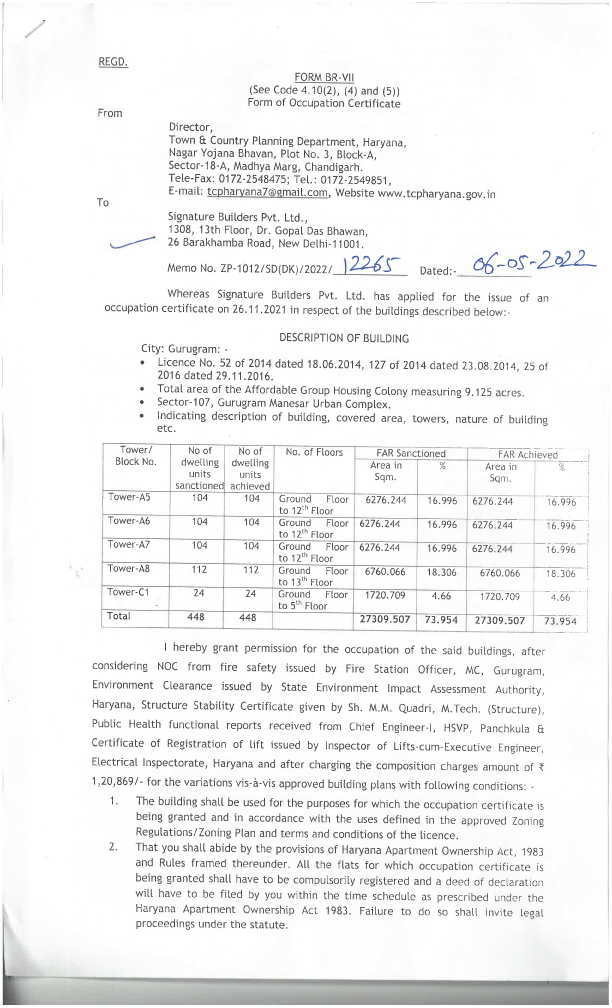 REGD.
FORM BR-VII
(See Code 4.10(2), (4) and (5))
Form of Occupation Certificate
From
Director,
Town & Country Planning Department, Haryana,
Nagar Yojana Bhavan, Plot No. 3, Block-A,
Sector-18-A, Madhya Marg, Chandigarh.
Tele-Fax: 0172-2548475; Tel.: 0172-2549851,
E-mail: tcpharyana7@gmail.com, Website www.tcpharyana.gov.in
To
Signature Builders Pvt. Ltd.,
1308, 13th Floor, Dr. Gopal Das Bhawan,
26 Barakhamba Road, New Delhi-11001.
Memo No. ZP-1012/SD(DK)/2022/ 12265 Dated:- 06-05-2022
Whereas Signature Builders Pvt. Ltd. has applied for the issue of an
occupation certificate on 26.11.2021 in respect of the buildings described below:-
DESCRIPTION OF BUILDING
City: Gurugram: -
• Licence No. 52 of 2014 dated 18.06.2014, 127 of 2014 dated 23.08.2014, 25 of
2016 dated 29.11.2016.
• Total area of the Affordable Group Housing Colony measuring 9.125 acres.
• Sector-107, Gurugram Manesar Urban Complex.
• Indicating description of building, covered area, towers, nature of building
etc.
Tower/ No of No of No. of Floors FAR Sanctioned FAR Achieved
Block No. dwelling dwelling Area in % Area in %
units units Sqm. Sqm.
sanctioned achieved
Tower-A5 104 104 Ground Floor 6276.244 16.996 6276.244 16.996
to 12th Floor
Tower-A6 104 104 Ground Floor 6276.244 16.996 6276.244 16.996
to 12th Floor
Tower-A7 104 104 Ground Floor 6276.244 16.996 6276.244 16.996
to 12th Floor
Tower-A8 112 112 Ground Floor 6760.066 18.306 6760.066 18.306
to 13th Floor
Tower-C1 24 24 Ground Floor 1720.709 4.66 1720.709 4.66
to 5th Floor
Total 448 448 27309.507 73.954 27309.507 73.954
I hereby grant permission for the occupation of the said buildings, after
considering NOC from fire safety issued by Fire Station Officer, MC, Gurugram,
Environment Clearance issued by State Environment Impact Assessment Authority,
Haryana, Structure Stability Certificate given by Sh. M.M. Quadri, M.Tech. (Structure),
Public Health functional reports received from Chief Engineer-I, HSVP, Panchkula &
Certificate of Registration of lift issued by Inspector of Lifts-cum-Executive Engineer,
Electrical Inspectorate, Haryana and after charging the composition charges amount of ₹
1,20,869/- for the variations vis-à-vis approved building plans with following conditions: -
1. The building shall be used for the purposes for which the occupation certificate is
being granted and in accordance with the uses defined in the approved Zoning
Regulations/Zoning Plan and terms and conditions of the licence.
2. That you shall abide by the provisions of Haryana Apartment Ownership Act, 1983
and Rules framed thereunder. All the flats for which occupation certificate is
being granted shall have to be compulsorily registered and a deed of declaration
will have to be filed by you within the time schedule as prescribed under the
Haryana Apartment Ownership Act 1983. Failure to do so shall invite legal
proceedings under the statute.